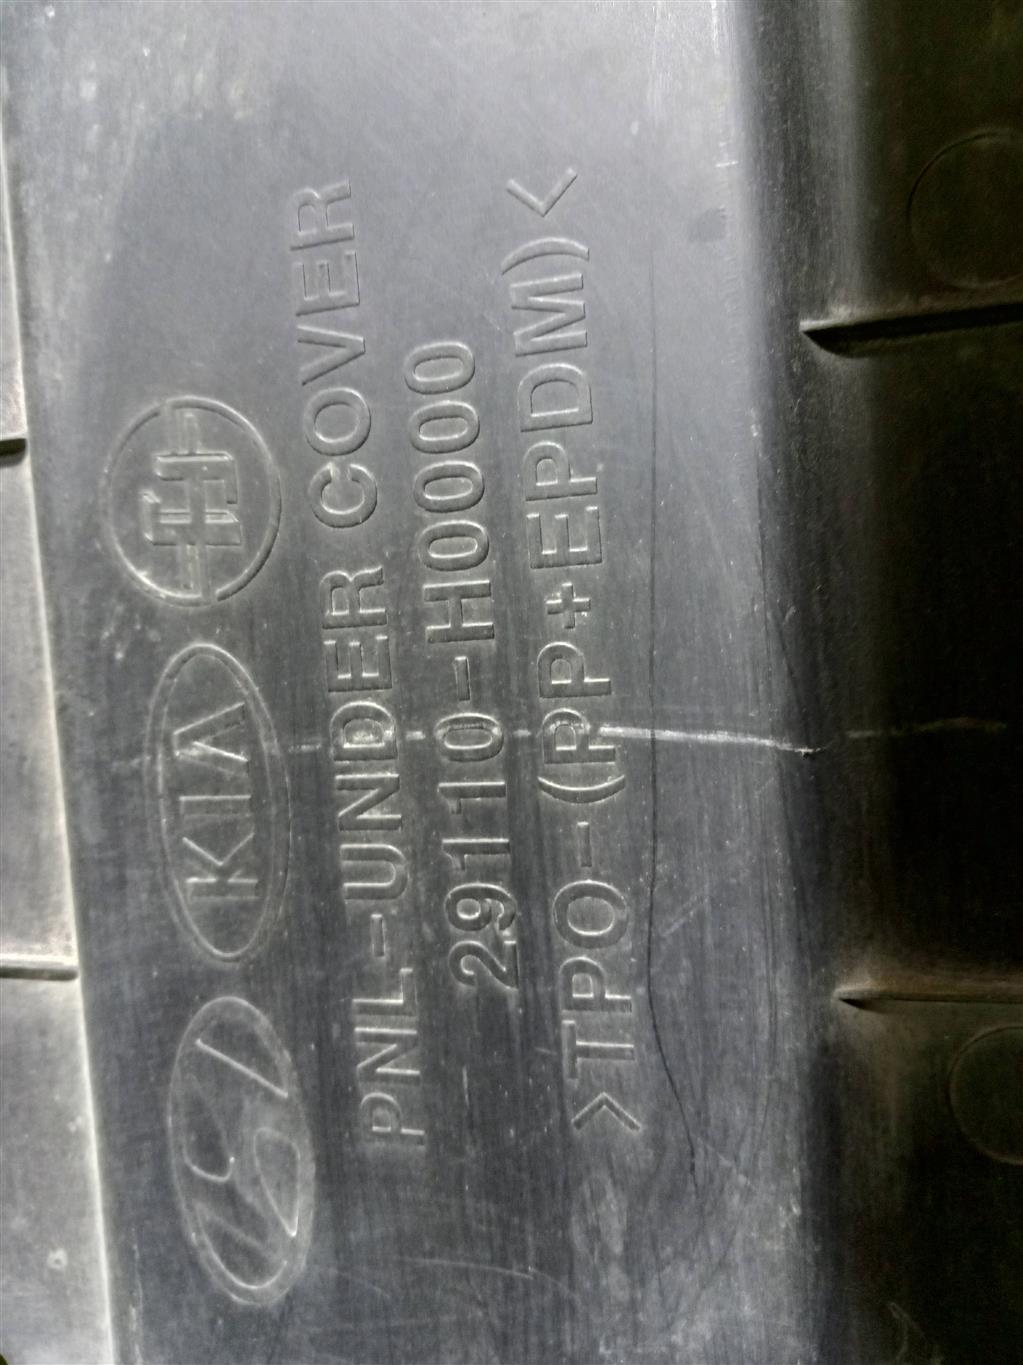 KIA
PNL-UNDER COVER
29110-H0000
>TPO-(PP+EPDM)<